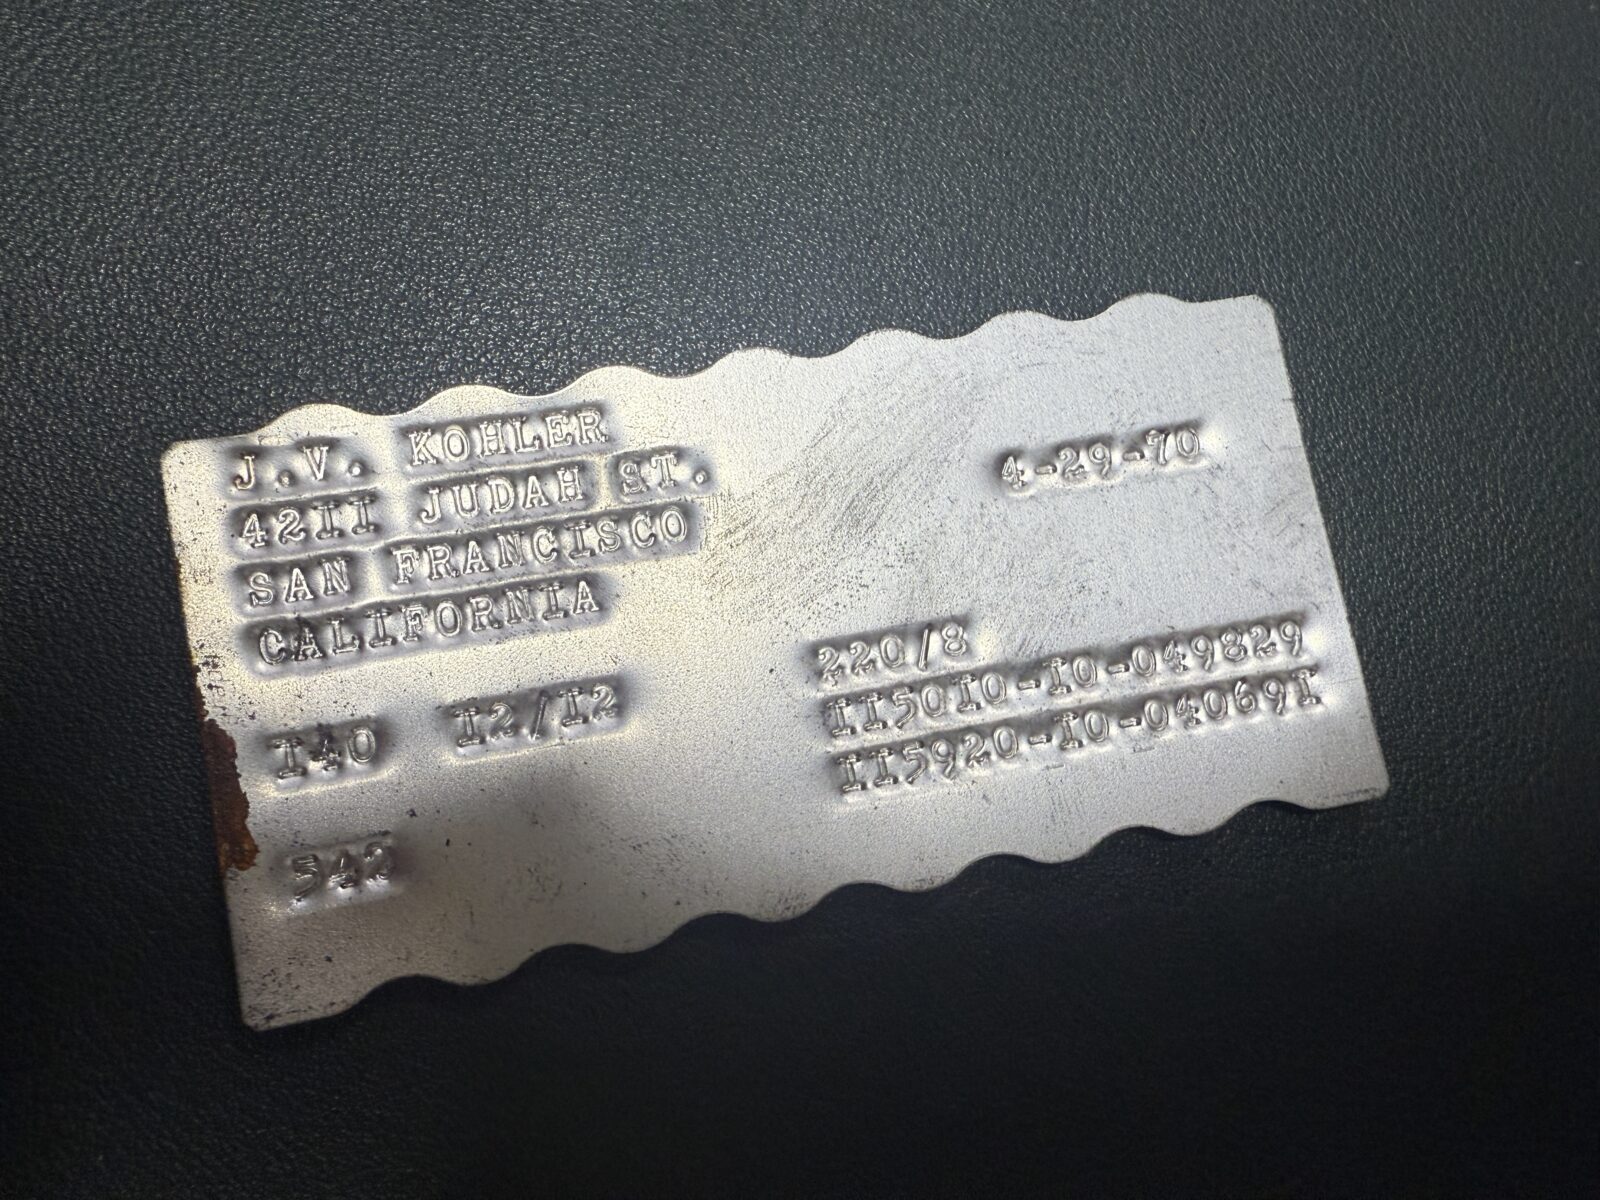 J.V. KOHLER
4-29-70
42II JUDAH ST.
SAN FRANCISCO
CALIFORNIA
220/8
II50I0-I0-049829
II5920-I0-04069I
I40 I2/I2
542